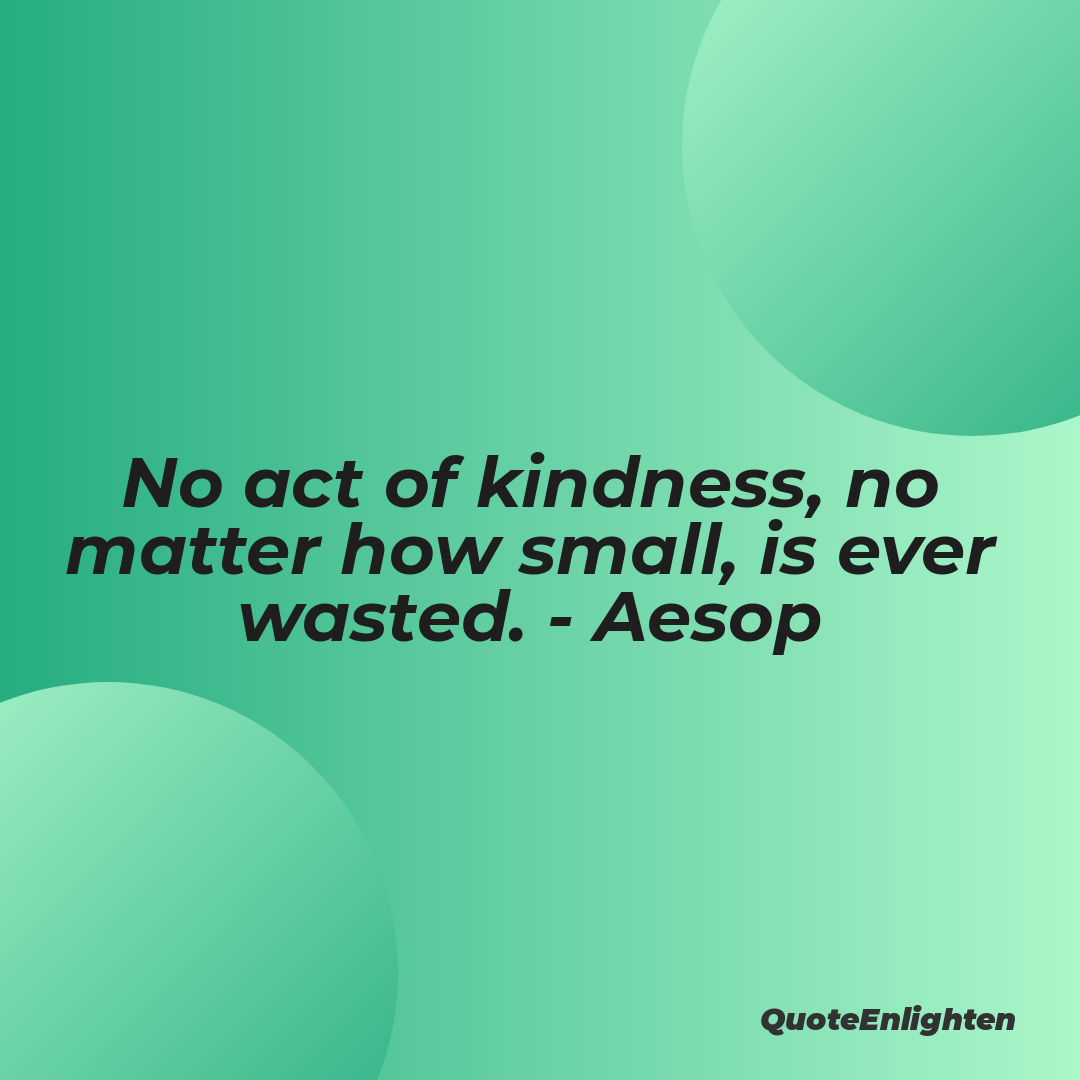 No act of kindness, no
matter how small, is ever
wasted. - Aesop
QuoteEnlighten